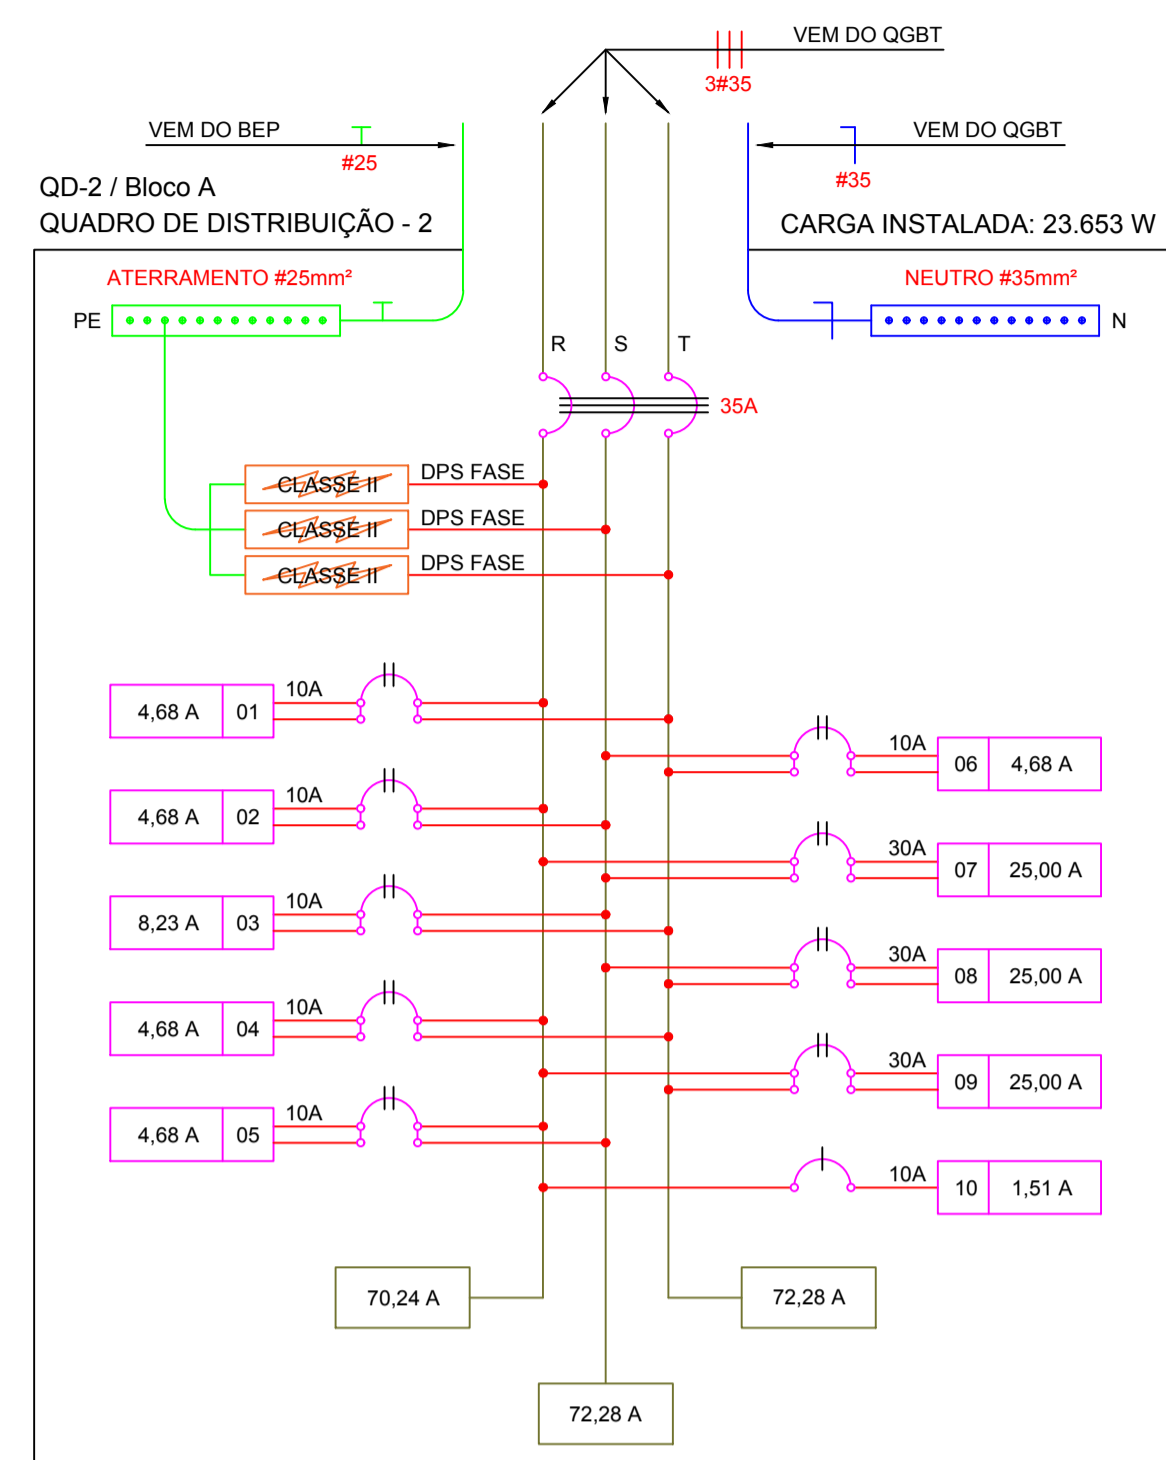 VEM DO QGBT
3#35
VEM DO BEP
#25
VEM DO QGBT
#35
QD-2 / Bloco A
QUADRO DE DISTRIBUIÇÃO - 2
CARGA INSTALADA: 23.653 W
ATERRAMENTO #25mm²
NEUTRO #35mm²
PE
N
R S T
35A
CLASSE II DPS FASE
CLASSE II DPS FASE
CLASSE II DPS FASE
4,68 A 01 10A
10A 06 4,68 A
4,68 A 02 10A
30A 07 25,00 A
8,23 A 03 10A
30A 08 25,00 A
4,68 A 04 10A
30A 09 25,00 A
4,68 A 05 10A
10A 10 1,51 A
70,24 A
72,28 A
72,28 A